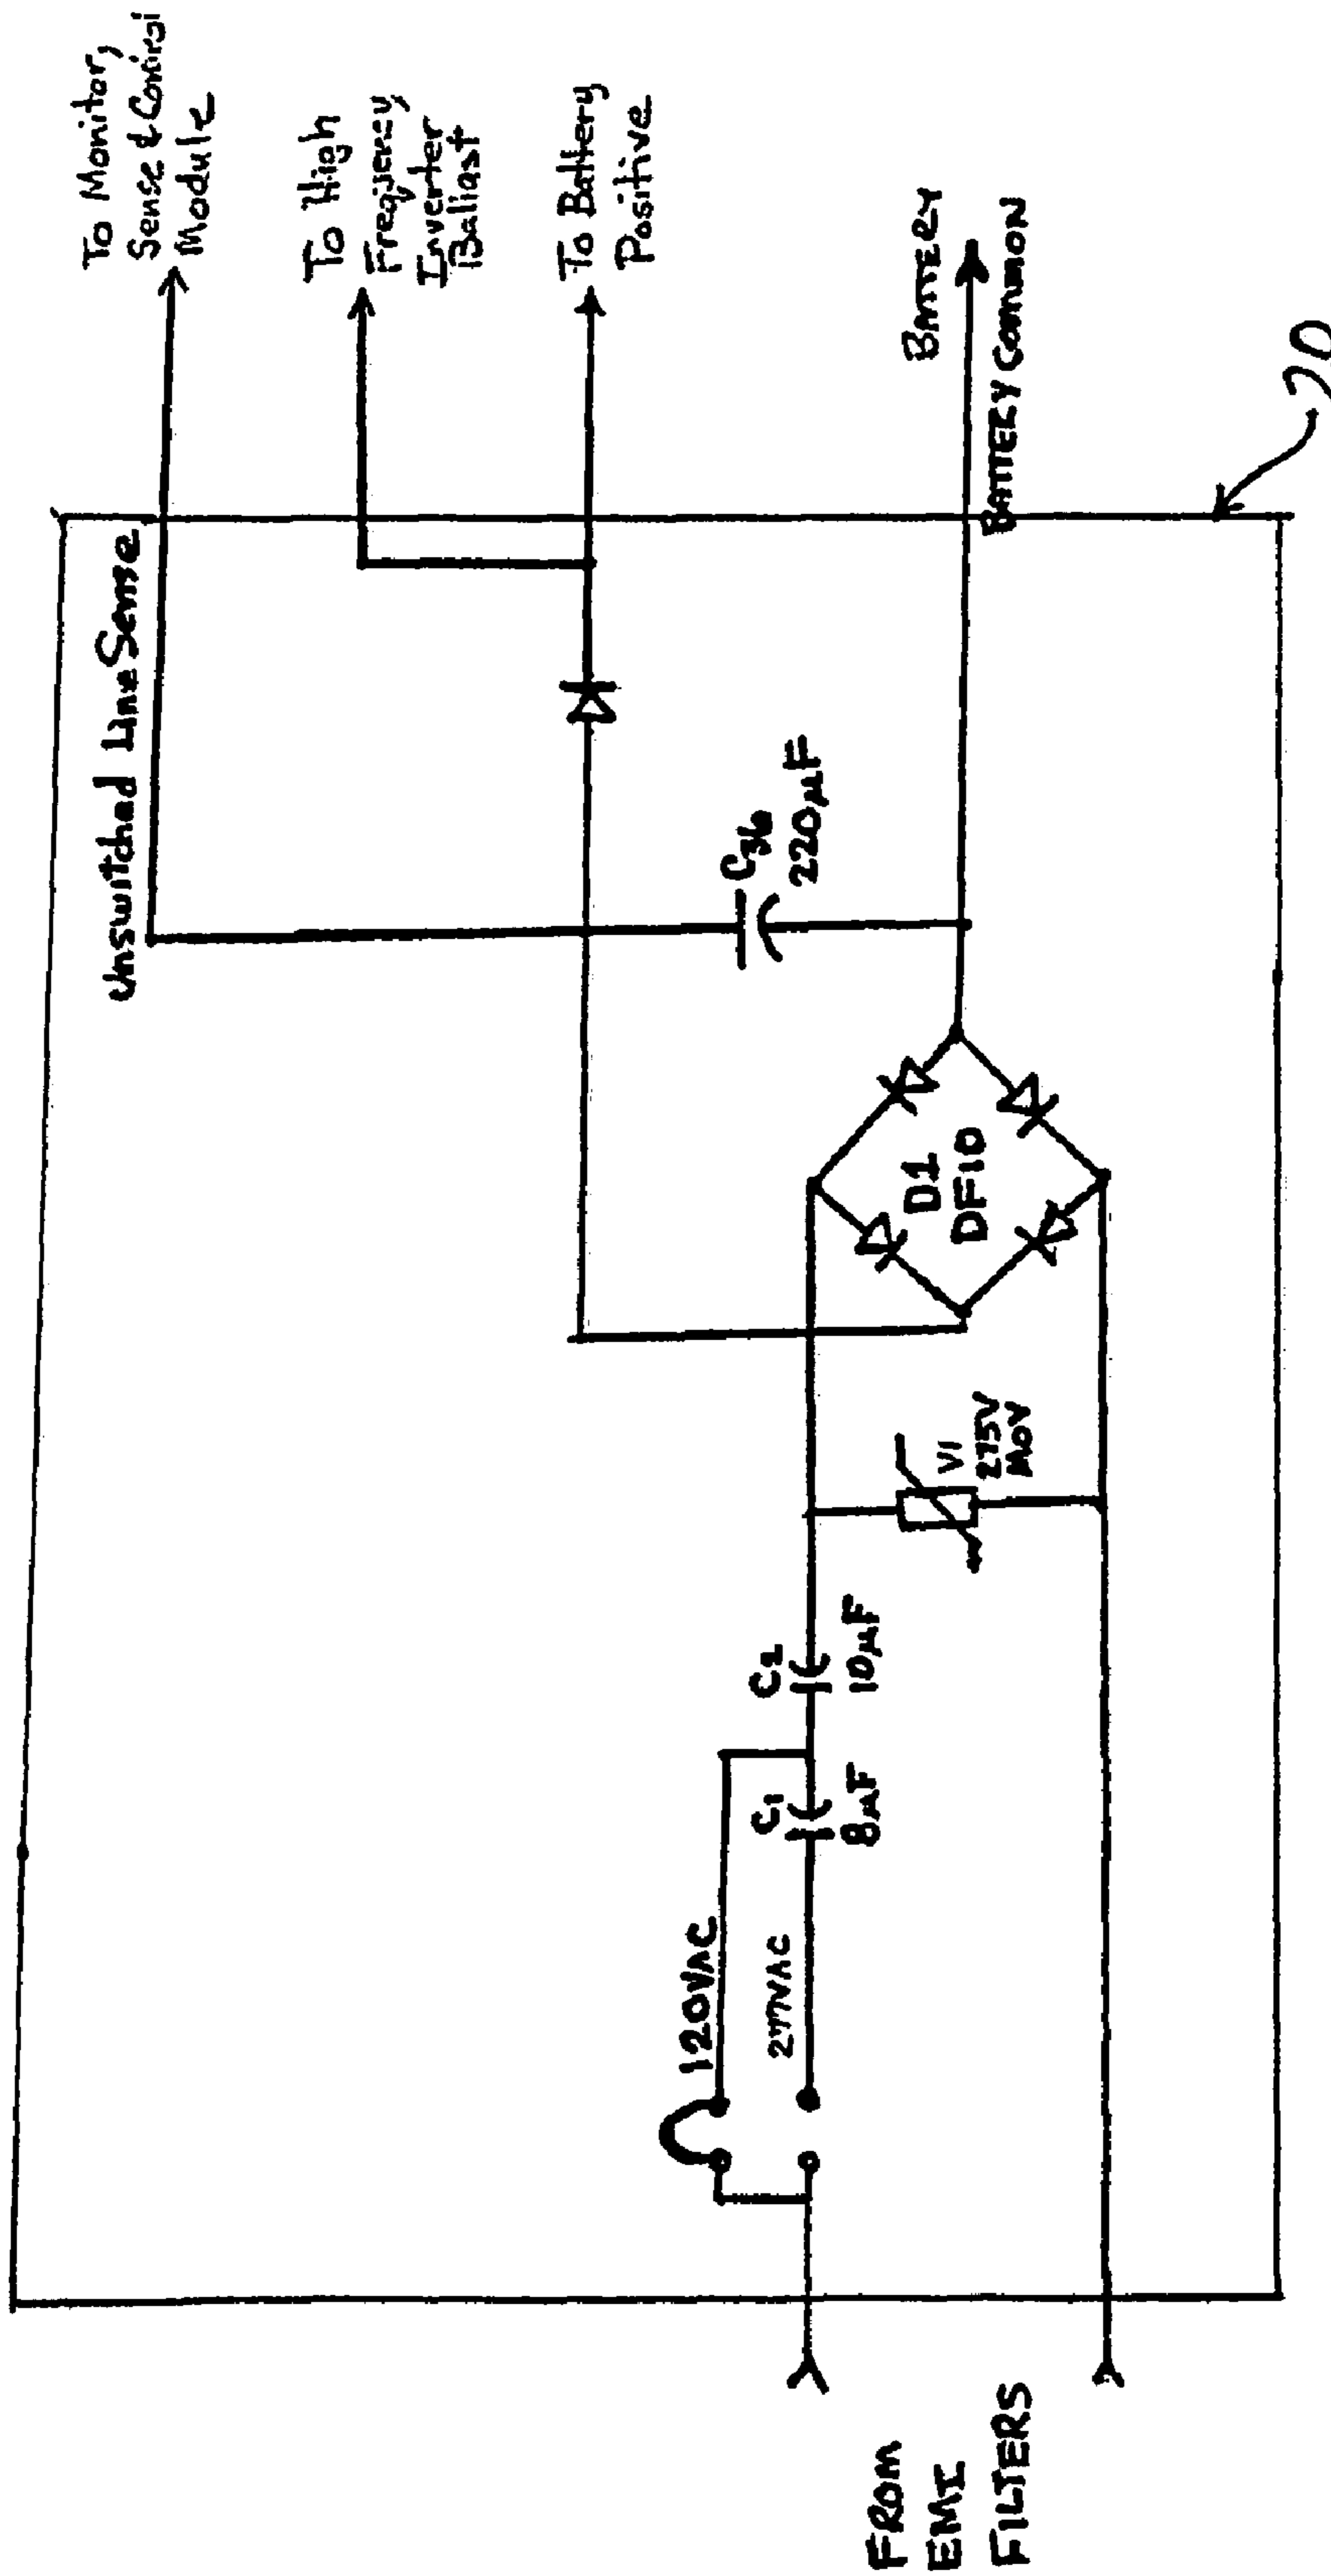 To Monitor,
Sense & Control
Module
To High
Frequency
Inverter
Ballast
To Battery
Positive
BATTERY
BATTERY COMMON
20
Unswitched Line Sense
C36
220µF
D1
DF10
V1
275V
MOV
C2
10µF
C1
8µF
120VAC
277VAC
FROM
EMI
FILTERS